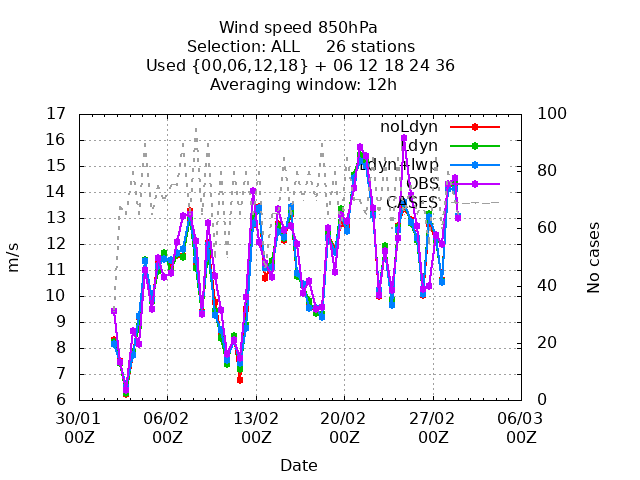 Wind speed 850hPa
Selection: ALL 26 stations
Used {00,06,12,18} + 06 12 18 24 36
Averaging window: 12h
17
16
15
14
13
12
11
10
9
8
7
6
m/s
100
80
60
40
20
0
No cases
noLdyn
Ldyn
Ldyn+lwp
OBS
CASES
30/01 06/02 13/02 20/02 27/02 06/03
00Z 00Z 00Z 00Z 00Z 00Z
Date